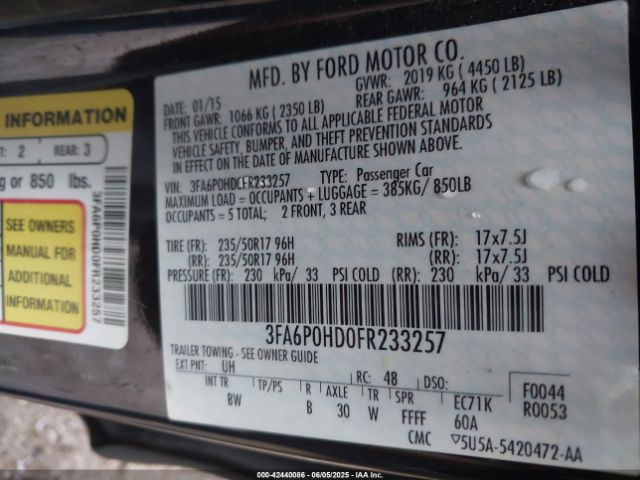 INFORMATION
: 2 REAR: 3
g or 850 lbs.
SEE OWNERS
MANUAL FOR
ADDITIONAL
INFORMATION
3FA6P0HD0FR233257
MFD. BY FORD MOTOR CO.
DATE: 01/15 GVWR: 2019 KG ( 4450 LB)
FRONT GAWR: 1066 KG ( 2350 LB) REAR GAWR: 964 KG ( 2125 LB)
THIS VEHICLE CONFORMS TO ALL APPLICABLE FEDERAL MOTOR
VEHICLE SAFETY, BUMPER, AND THEFT PREVENTION STANDARDS
IN EFFECT ON THE DATE OF MANUFACTURE SHOWN ABOVE.
VIN: 3FA6P0HD0FR233257 TYPE: Passenger Car
MAXIMUM LOAD = OCCUPANTS + LUGGAGE = 385KG/ 850LB
OCCUPANTS = 5 TOTAL; 2 FRONT, 3 REAR
TIRE (FR): 235/50R17 96H RIMS (FR): 17x7.5J
(RR): 235/50R17 96H (RR): 17x7.5J
PRESSURE (FR): 230 kPa/ 33 PSI COLD (RR): 230 kPa/ 33 PSI COLD
3FA6P0HD0FR233257
TRAILER TOWING - SEE OWNER GUIDE
EXT PNT: UH RC: 48 DSO: F0044
INT TR TP/PS R AXLE TR SPR EC71K R0053
BW B 30 W FFFF 60A
CMC 5U5A-5420472-AA
000-42440086 - 06/05/2025 - IAAI.COM